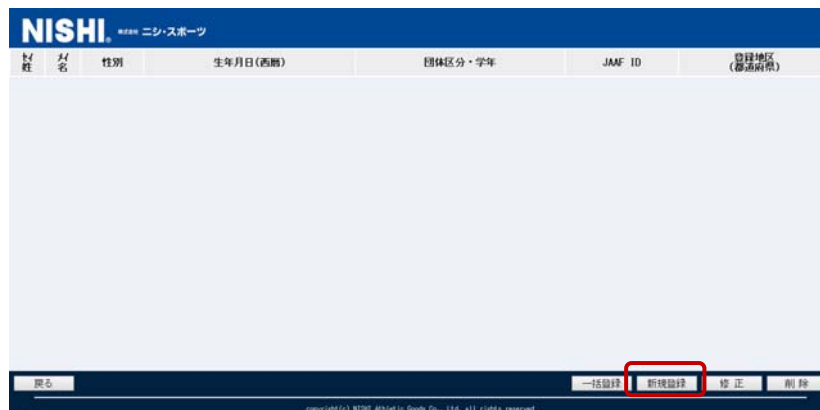 NISHI. 株式会社 ニシ・スポーツ
セイ メイ
姓 名 性別 生年月日(西暦) 団体区分・学年 JAAF ID 登録地区
(都道府県)
戻る 一括登録 新規登録 修正 削除
copyright(c) NISHI Athletic Goods Co., Ltd. all rights reserved.